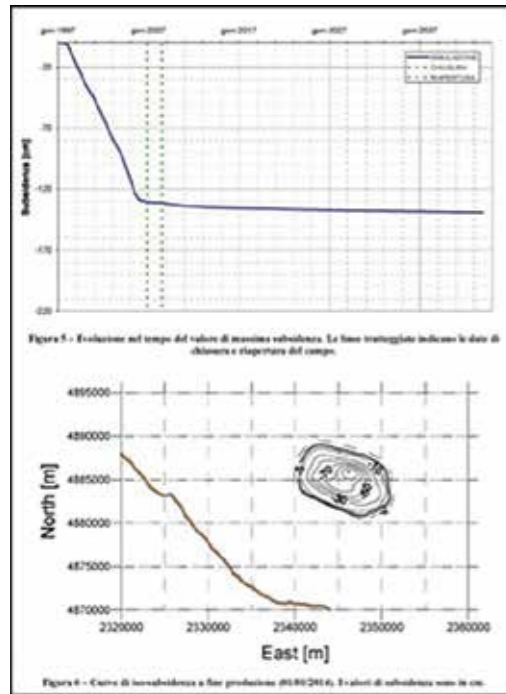 gen-1997 gen-2007 gen-2017 gen-2027 gen-2037
-20
SIMULAZIONE
CHIUSURA
RIAPERTURA
-70
-120
-170
-220
Subsidenza [cm]
Figura 5 - Evoluzione nel tempo del valore di massima subsidenza. Le linee tratteggiate indicano le date di
chiusura e riapertura del campo.
4895000
4890000
4885000
4880000
4875000
4870000
North [m]
2320000 2330000 2340000 2350000 2360000
East [m]
Figura 6 - Curve di isosubsidenza a fine produzione I valori di subsidenza sono in cm.